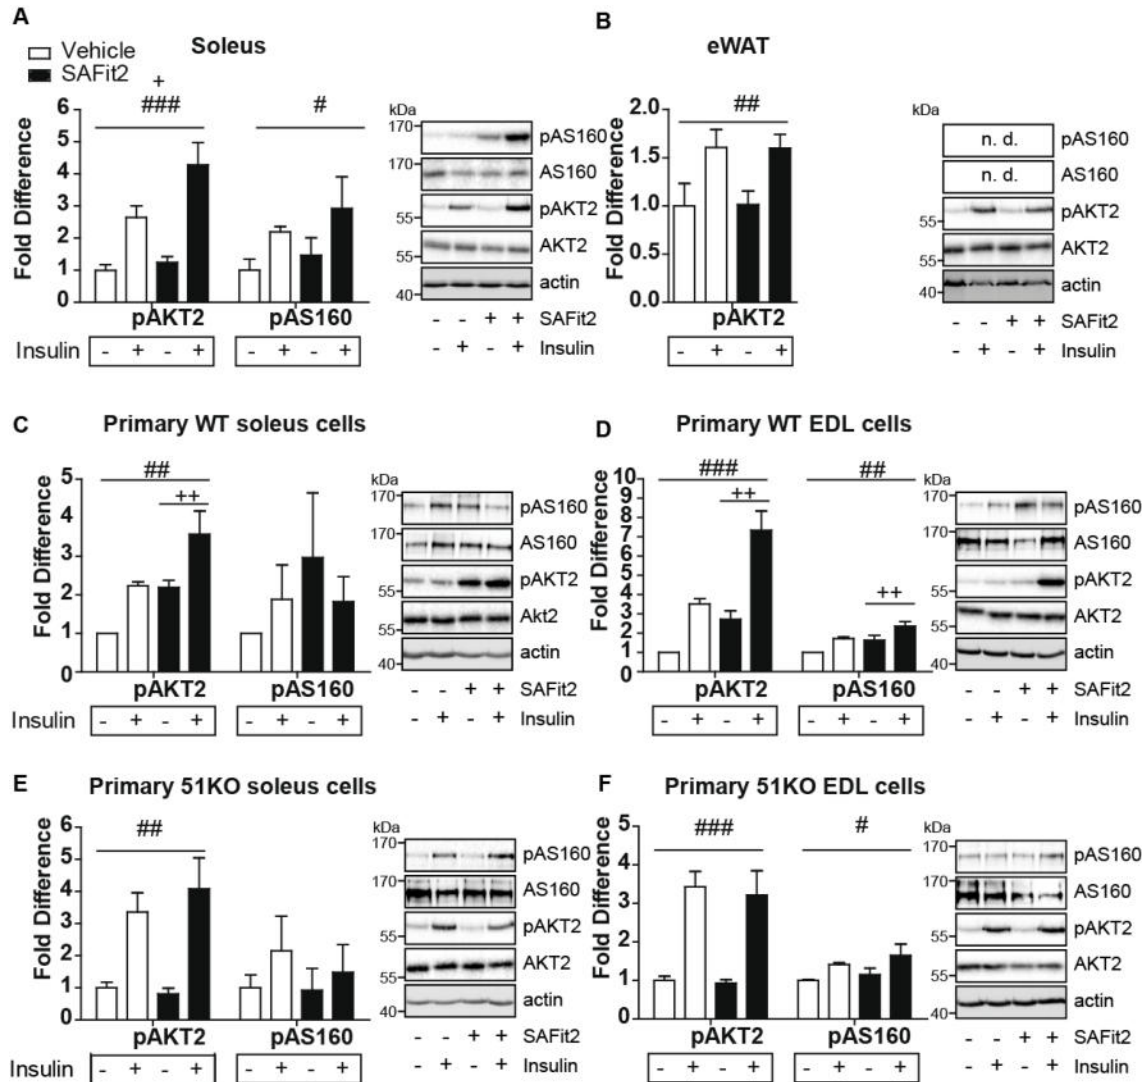 A
Soleus
Vehicle
SAFit2
+
###
#
Fold Difference
6
5
4
3
2
1
0
pAKT2
pAS160
Insulin
- + - + - + - +
kDa
170
pAS160
170
AS160
55
pAKT2
55
AKT2
40
actin
- - + + SAFit2
- + - + Insulin
B
eWAT
##
Fold Difference
2.0
1.5
1.0
0.5
0.0
pAKT2
- + - +
kDa
n. d. pAS160
n. d. AS160
55
pAKT2
55
AKT2
40
actin
- - + + SAFit2
- + - + Insulin
C
Primary WT soleus cells
##
++
Fold Difference
5
4
3
2
1
0
pAKT2
pAS160
Insulin
- + - + - + - +
kDa
170
pAS160
170
AS160
55
pAKT2
55
Akt2
40
actin
- - + + SAFit2
- + - + Insulin
D
Primary WT EDL cells
###
++
##
++
Fold Difference
10
9
8
7
6
5
4
3
2
1
0
pAKT2
pAS160
- + - + - + - +
kDa
170
pAS160
170
AS160
55
pAKT2
55
AKT2
40
actin
- - + + SAFit2
- + - + Insulin
E
Primary 51KO soleus cells
##
Fold Difference
6
5
4
3
2
1
0
pAKT2
pAS160
Insulin
- + - + - + - +
kDa
170
pAS160
170
AS160
55
pAKT2
55
AKT2
40
actin
- - + + SAFit2
- + - + Insulin
F
Primary 51KO EDL cells
###
#
Fold Difference
5
4
3
2
1
0
pAKT2
pAS160
- + - + - + - +
kDa
170
pAS160
170
AS160
55
pAKT2
55
AKT2
40
actin
- - + + SAFit2
- + - + Insulin